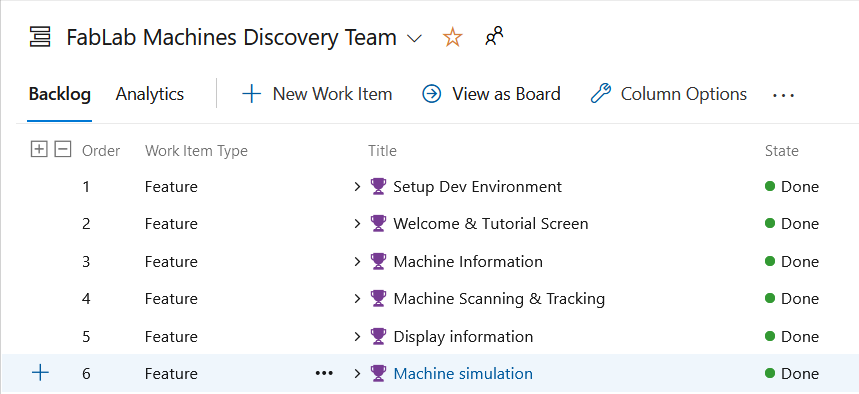 FabLab Machines Discovery Team
Backlog Analytics New Work Item View as Board Column Options
Order Work Item Type Title State
1 Feature Setup Dev Environment Done
2 Feature Welcome & Tutorial Screen Done
3 Feature Machine Information Done
4 Feature Machine Scanning & Tracking Done
5 Feature Display information Done
6 Feature Machine simulation Done